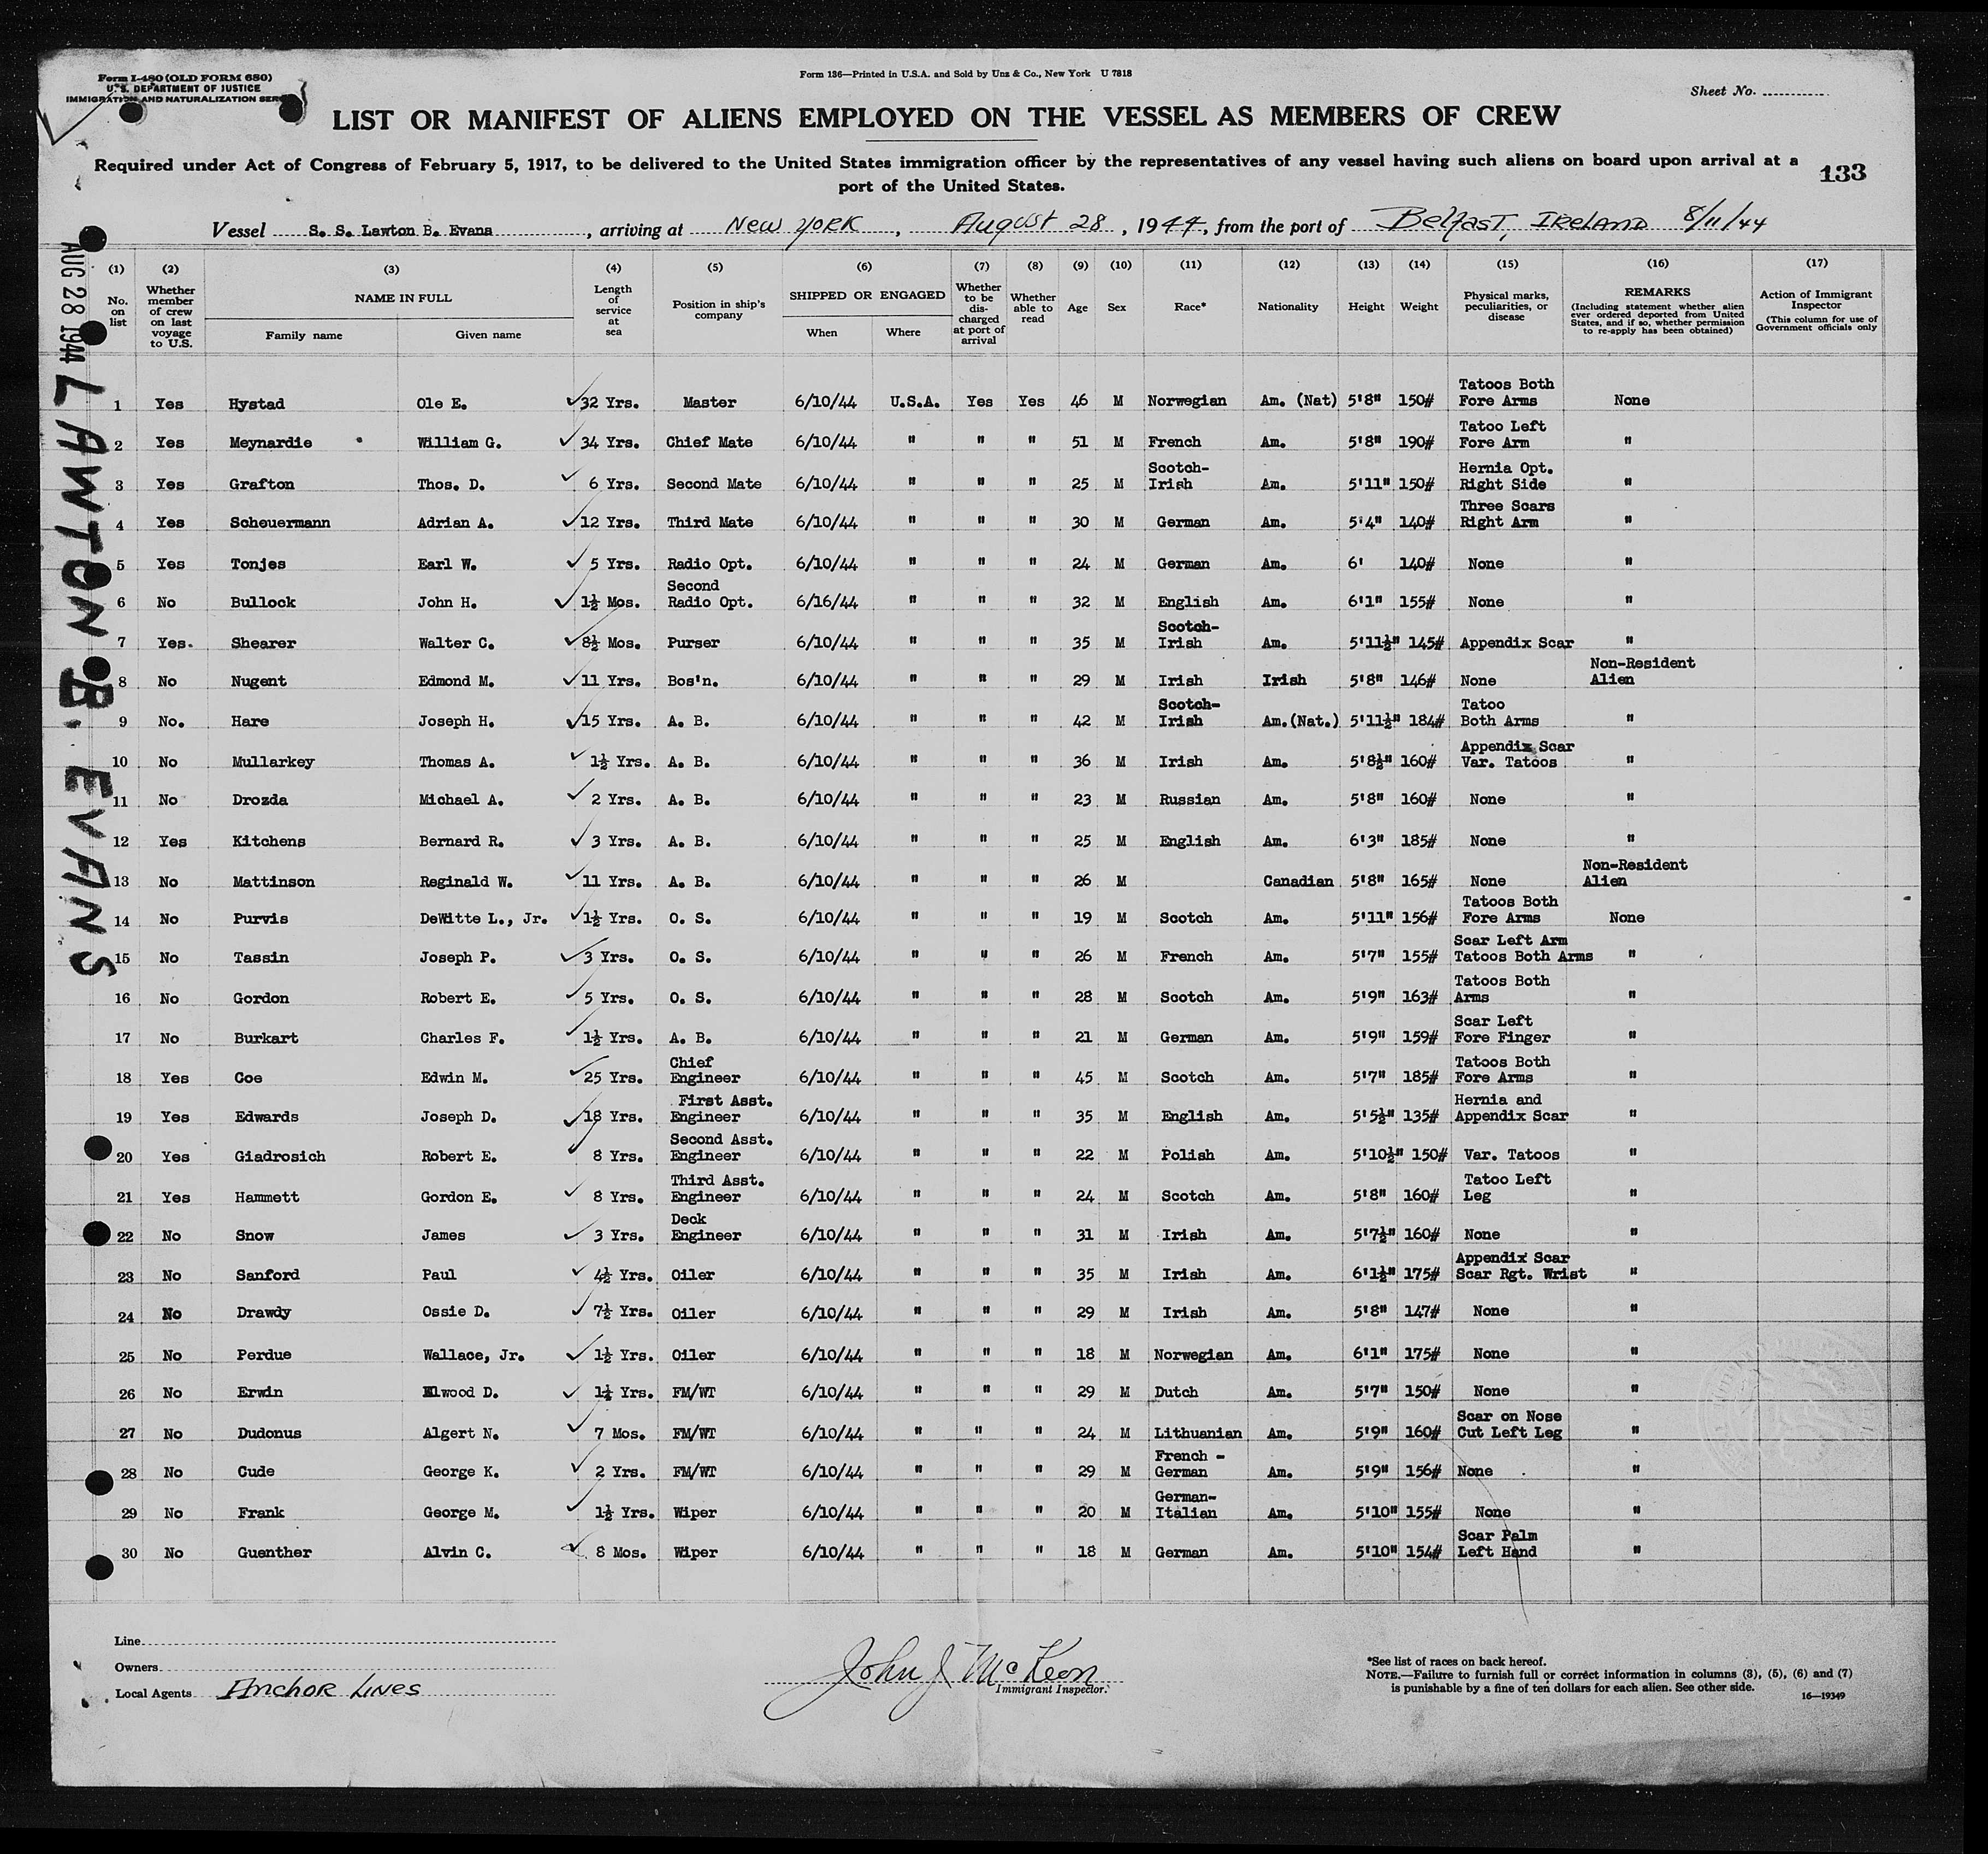 Form I-480 (OLD FORM 680)
U. S. DEPARTMENT OF JUSTICE
IMMIGRATION AND NATURALIZATION SERVICE
Form 136—Printed in U.S.A. and Sold by Unz & Co., New York U 7818
Sheet No.
LIST OR MANIFEST OF ALIENS EMPLOYED ON THE VESSEL AS MEMBERS OF CREW
Required under Act of Congress of February 5, 1917, to be delivered to the United States immigration officer by the representatives of any vessel having such aliens on board upon arrival at a
port of the United States.
133
Vessel S. S. Lawton B. Evans, arriving at New York, August 28, 1944, from the port of Belfast, Ireland 8/11/44
AUG 28 1944
LAWTON B. EVANS
(1) No. on list
(2) Whether member of crew on last voyage to U.S.
(3) NAME IN FULL Family name Given name
(4) Length of service at sea
(5) Position in ship's company
(6) SHIPPED OR ENGAGED When Where
(7) Whether to be discharged at port of arrival
(8) Whether able to read
(9) Age
(10) Sex
(11) Race*
(12) Nationality
(13) Height
(14) Weight
(15) Physical marks, peculiarities, or disease
(16) REMARKS (Including statement whether alien ever ordered deported from United States, and if so, whether permission to re-apply has been obtained)
(17) Action of Immigrant Inspector (This column for use of Government officials only
1 Yes Hystad Ole E. 32 Yrs. Master 6/10/44 U.S.A. Yes Yes 46 M Norwegian Am. (Nat) 5'8" 150# Tatoos Both Fore Arms None
2 Yes Meynardie William G. 34 Yrs. Chief Mate 6/10/44 " " " 51 M French Am. 5'8" 190# Tatoo Left Fore Arm "
3 Yes Grafton Thos. D. 6 Yrs. Second Mate 6/10/44 " " " 25 M Scotch-Irish Am. 5'11" 150# Hernia Opt. Right Side "
4 Yes Scheuermann Adrian A. 12 Yrs. Third Mate 6/10/44 " " " 30 M German Am. 5'4" 140# Three Scars Right Arm "
5 Yes Tonjes Earl W. 5 Yrs. Radio Opt. 6/10/44 " " " 24 M German Am. 6' 140# None "
6 No Bullock John H. 1½ Mos. Second Radio Opt. 6/16/44 " " " 32 M English Am. 6'1" 155# None "
7 Yes. Shearer Walter C. 8½ Mos. Purser 6/10/44 " " " 35 M Scotch-Irish Am. 5'11½" 145# Appendix Scar "
8 No Nugent Edmond M. 11 Yrs. Bos'n. 6/10/44 " " " 29 M Irish Irish 5'8" 146# None Non-Resident Alien
9 No. Hare Joseph H. 15 Yrs. A. B. 6/10/44 " " " 42 M Scotch-Irish Am.(Nat.) 5'11½" 184# Tatoo Both Arms "
10 No Mullarkey Thomas A. 1½ Yrs. A. B. 6/10/44 " " " 36 M Irish Am. 5'8½" 160# Appendix Scar Var. Tatoos "
11 No Drozda Michael A. 2 Yrs. A. B. 6/10/44 " " " 23 M Russian Am. 5'8" 160# None "
12 Yes Kitchens Bernard R. 3 Yrs. A. B. 6/10/44 " " " 25 M English Am. 6'3" 185# None "
13 No Mattinson Reginald W. 11 Yrs. A. B. 6/10/44 " " " 26 M Canadian 5'8" 165# None Non-Resident Alien
14 No Purvis DeWitte L., Jr. 1½ Yrs. O. S. 6/10/44 " " " 19 M Scotch Am. 5'11" 156# Tatoos Both Fore Arms None
15 No Tassin Joseph P. 3 Yrs. O. S. 6/10/44 " " " 26 M French Am. 5'7" 155# Scar Left Arm Tatoos Both Arms "
16 No Gordon Robert E. 5 Yrs. O. S. 6/10/44 " " " 28 M Scotch Am. 5'9" 163# Tatoos Both Arms "
17 No Burkart Charles F. 1½ Yrs. A. B. 6/10/44 " " " 21 M German Am. 5'9" 159# Scar Left Fore Finger "
18 Yes Coe Edwin M. 25 Yrs. Chief Engineer 6/10/44 " " " 45 M Scotch Am. 5'7" 185# Tatoos Both Fore Arms "
19 Yes Edwards Joseph D. 18 Yrs. First Asst. Engineer 6/10/44 " " " 35 M English Am. 5'5½" 135# Hernia and Appendix Scar "
20 Yes Giadrosich Robert E. 8 Yrs. Second Asst. Engineer 6/10/44 " " " 22 M Polish Am. 5'10½" 150# Var. Tatoos "
21 Yes Hammett Gordon E. 8 Yrs. Third Asst. Engineer 6/10/44 " " " 24 M Scotch Am. 5'8" 160# Tatoo Left Leg "
22 No Snow James 3 Yrs. Deck Engineer 6/10/44 " " " 31 M Irish Am. 5'7½" 160# None "
23 No Sanford Paul 4½ Yrs. Oiler 6/10/44 " " " 35 M Irish Am. 6'1½" 175# Appendix Scar Scar Rgt. Wrist "
24 No Drawdy Ossie D. 7½ Yrs. Oiler 6/10/44 " " " 29 M Irish Am. 5'8" 147# None "
25 No Perdue Wallace, Jr. 1½ Yrs. Oiler 6/10/44 " " " 18 M Norwegian Am. 6'1" 175# None "
26 No Erwin Elwood D. 1¼ Yrs. FM/WT 6/10/44 " " " 29 M Dutch Am. 5'7" 150# None "
27 No Dudonus Algert N. 7 Mos. FM/WT 6/10/44 " " " 24 M Lithuanian Am. 5'9" 160# Scar on Nose Cut Left Leg "
28 No Cude George K. 2 Yrs. FM/WT 6/10/44 " " " 29 M French - German Am. 5'9" 156# None "
29 No Frank George M. 1½ Yrs. Wiper 6/10/44 " " " 20 M German-Italian Am. 5'10" 155# None "
30 No Guenther Alvin C. 8 Mos. Wiper 6/10/44 " " " 18 M German Am. 5'10" 154# Scar Palm Left Hand "
Line
Owners
Local Agents Anchor Lines
John J McKeon
Immigrant Inspector.
*See list of races on back hereof.
NOTE.—Failure to furnish full or correct information in columns (3), (5), (6) and (7)
is punishable by a fine of ten dollars for each alien. See other side.
16—19349